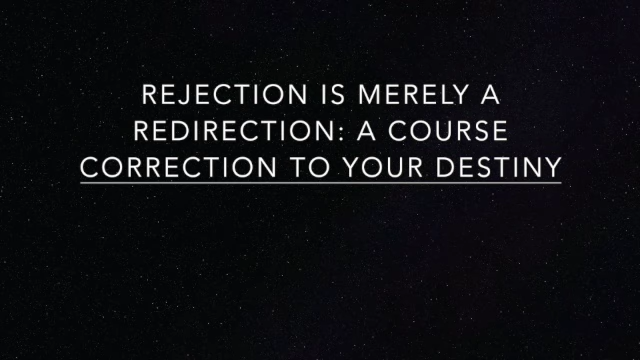 REJECTION IS MERELY A
REDIRECTION: A COURSE
CORRECTION TO YOUR DESTINY